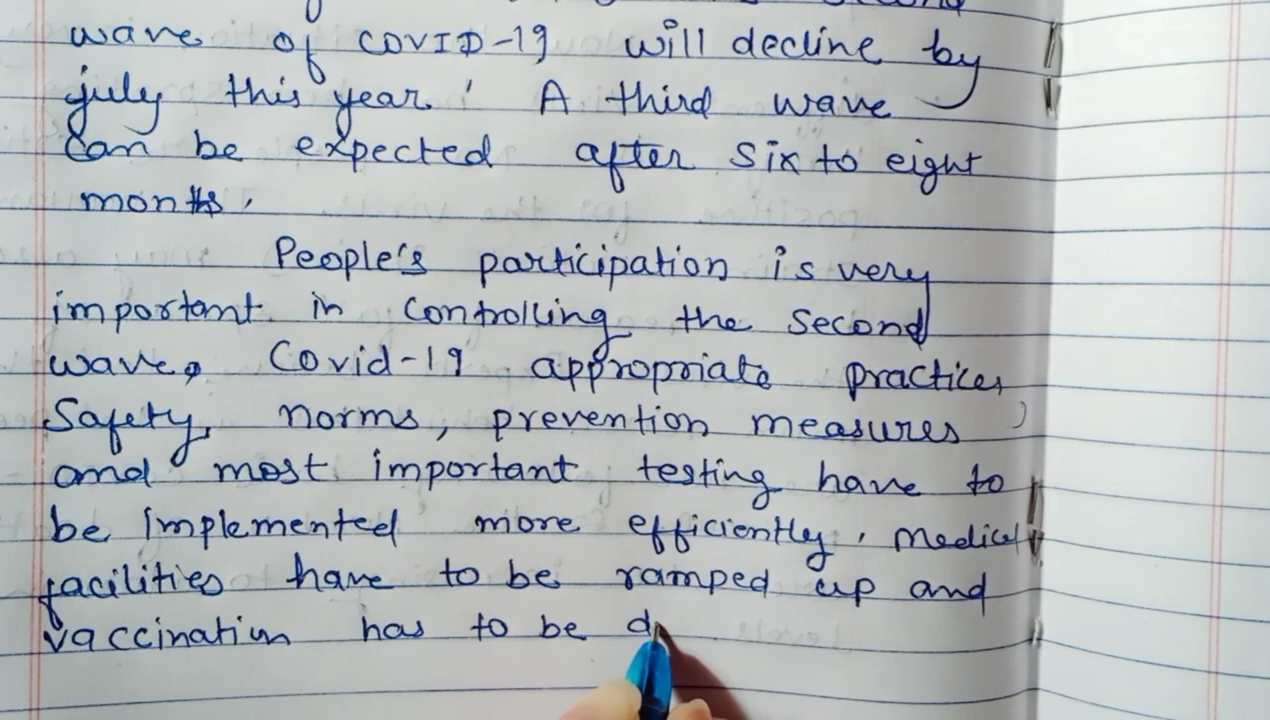 wave of COVID-19 will decline by
july this year. A third wave
can be expected after six to eight
months.
People's participation is very
important in controlling the second
wave, Covid-19 appropriate practices,
Safety, norms, prevention measures
and most important testing have to
be implemented more efficiently. Medical
facilities have to be ramped up and
vaccination has to be d